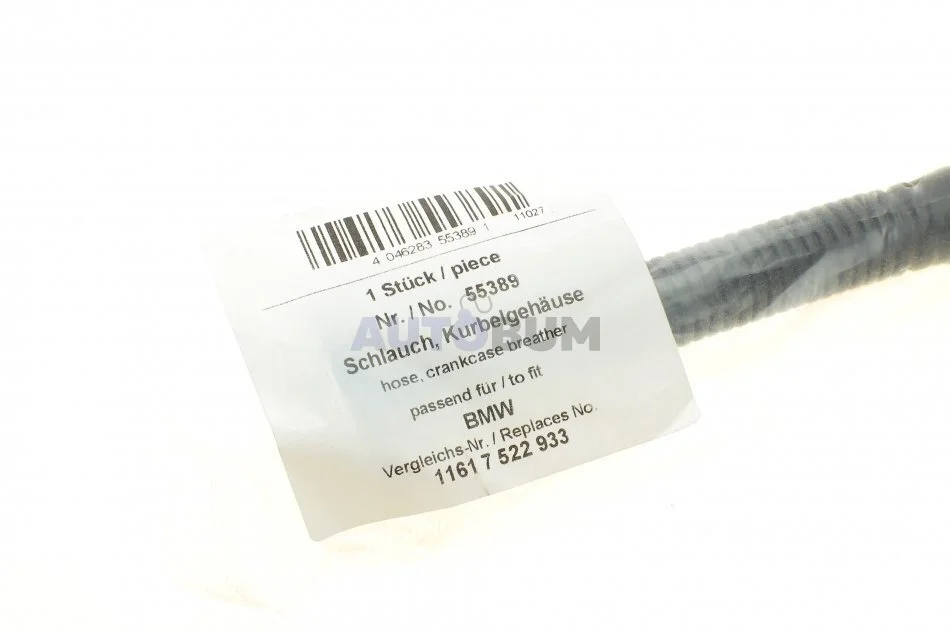 4 046283 55389 1
11027
1 Stück / piece
Nr. / No. 55389
AUTOBUM
Schlauch, Kurbelgehäuse
hose, crankcase breather
passend für / to fit
BMW
Vergleichs-Nr. / Replaces No.
1161 7 522 933